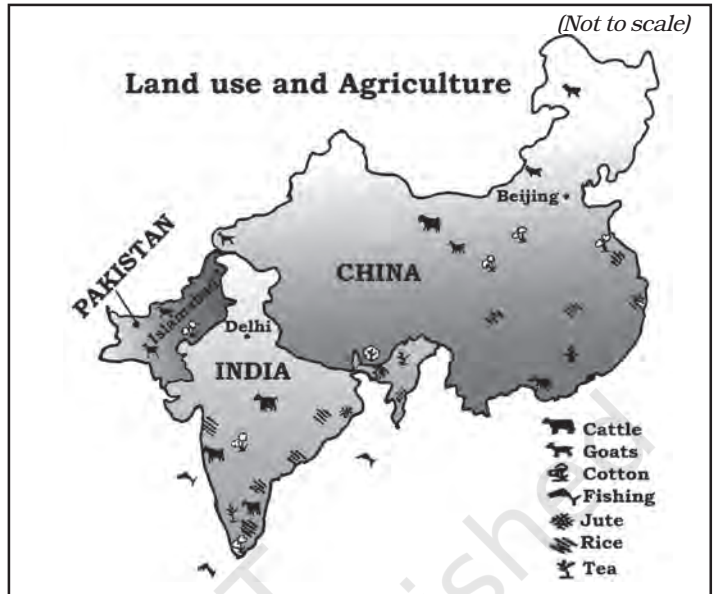 (Not to scale)
Land use and Agriculture
Beijing
PAKISTAN
CHINA
Islamabad
Delhi
INDIA
Cattle
Goats
Cotton
Fishing
Jute
Rice
Tea